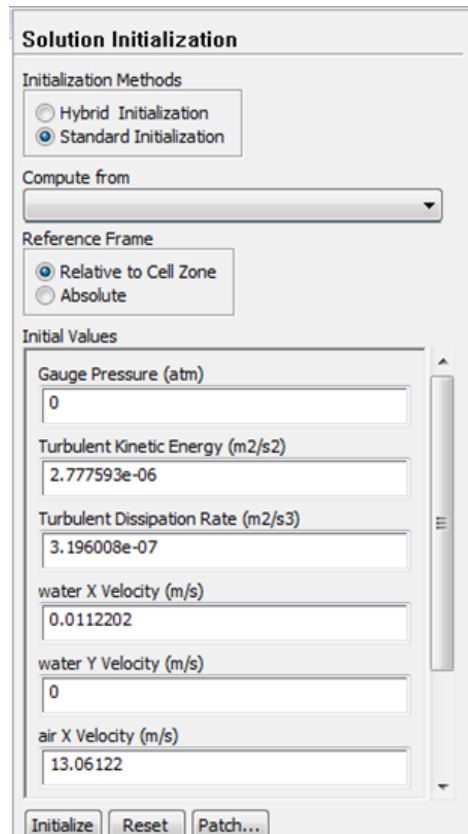 Solution Initialization
Initialization Methods
Hybrid Initialization
Standard Initialization
Compute from
Reference Frame
Relative to Cell Zone
Absolute
Initial Values
Gauge Pressure (atm)
0
Turbulent Kinetic Energy (m2/s2)
2.777593e-06
Turbulent Dissipation Rate (m2/s3)
3.196008e-07
water X Velocity (m/s)
0.0112202
water Y Velocity (m/s)
0
air X Velocity (m/s)
13.06122
Initialize Reset Patch...